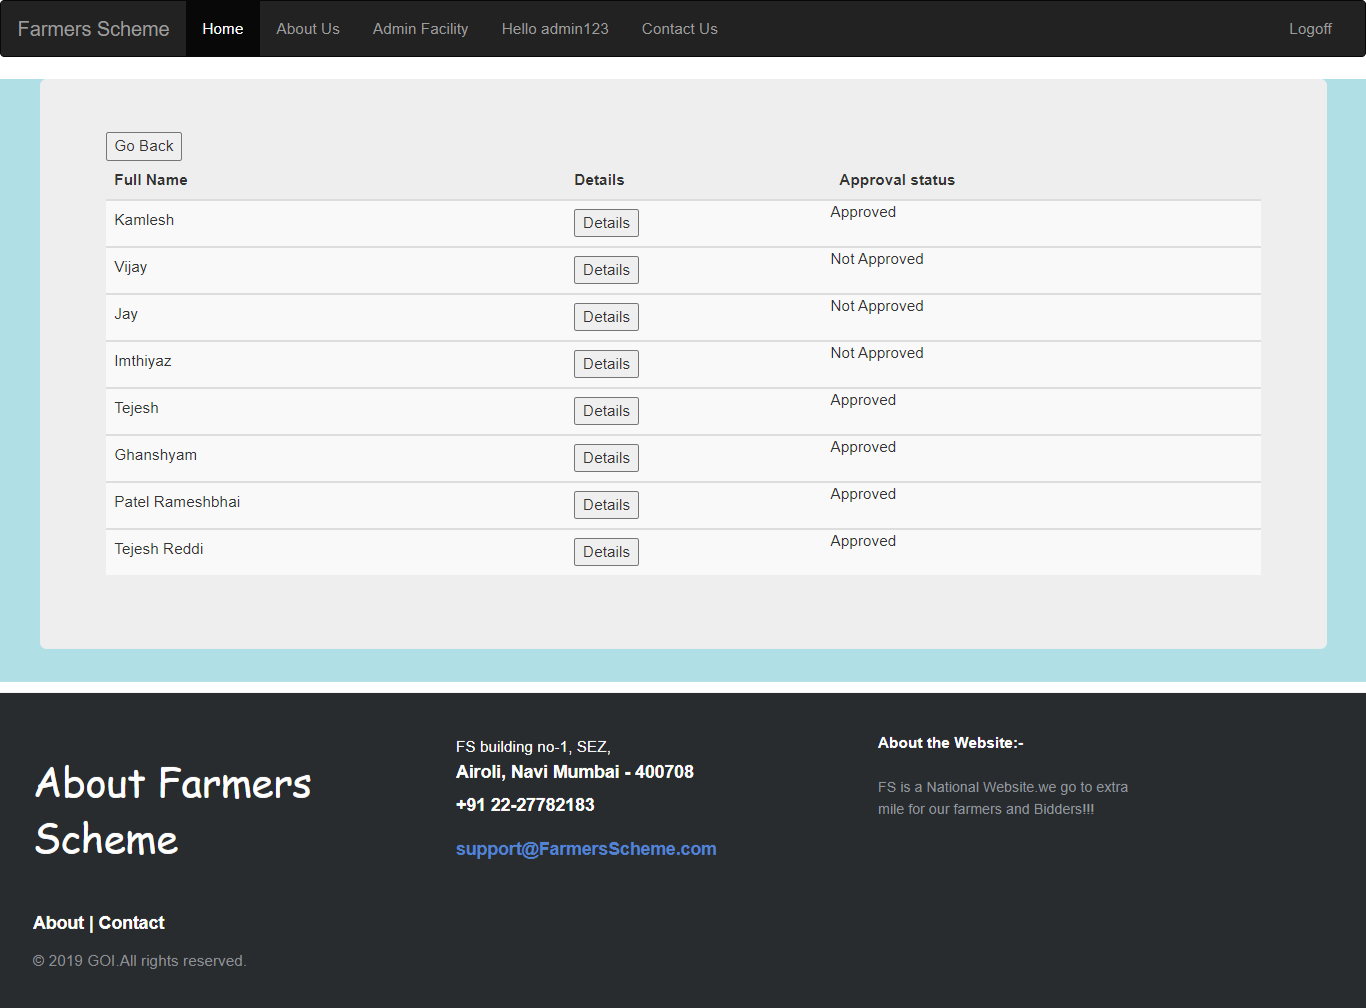 Farmers Scheme Home About Us Admin Facility Hello admin123 Contact Us Logoff
Go Back
Full Name Details Approval status
Kamlesh Details Approved
Vijay Details Not Approved
Jay Details Not Approved
Imthiyaz Details Not Approved
Tejesh Details Approved
Ghanshyam Details Approved
Patel Rameshbhai Details Approved
Tejesh Reddi Details Approved
About Farmers
Scheme
About | Contact
© 2019 GOI.All rights reserved.
FS building no-1, SEZ,
Airoli, Navi Mumbai - 400708
+91 22-27782183
support@FarmersScheme.com
About the Website:-
FS is a National Website.we go to extra
mile for our farmers and Bidders!!!